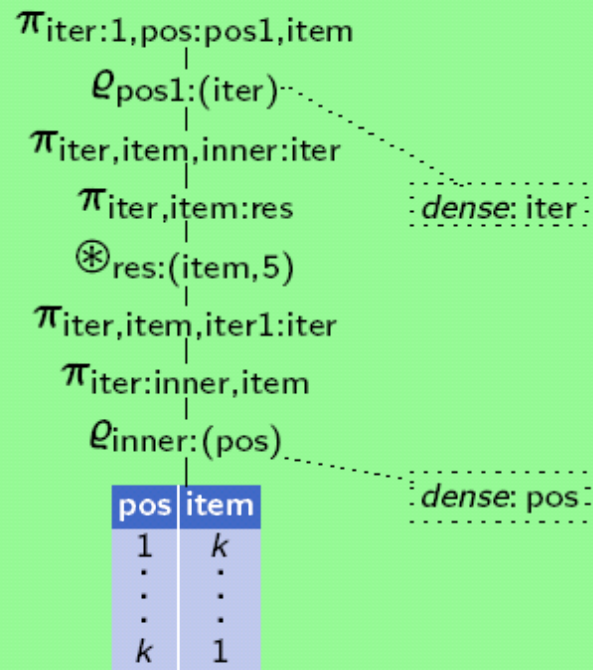 π iter:1,pos:pos1,item
ϱ pos1:(iter)
π iter,item,inner:iter
π iter,item:res
dense: iter
⊛ res:(item,5)
π iter,item,iter1:iter
π iter:inner,item
ϱ inner:(pos)
dense: pos
pos item
1 k
. .
. .
. .
k 1